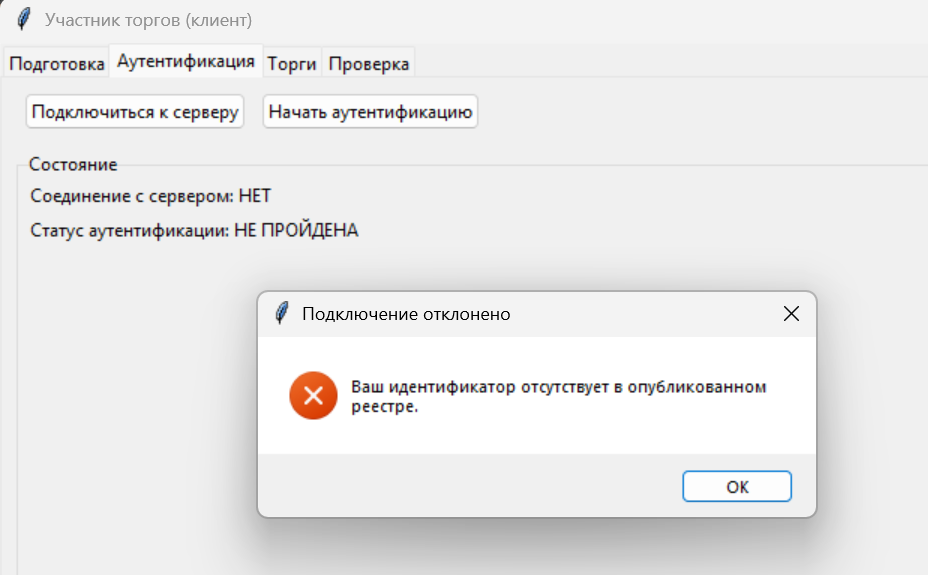 Участник торгов (клиент)
Подготовка Аутентификация Торги Проверка
Подключиться к серверу Начать аутентификацию
Состояние
Соединение с сервером: НЕТ
Статус аутентификации: НЕ ПРОЙДЕНА
Подключение отклонено
Ваш идентификатор отсутствует в опубликованном
реестре.
ОК